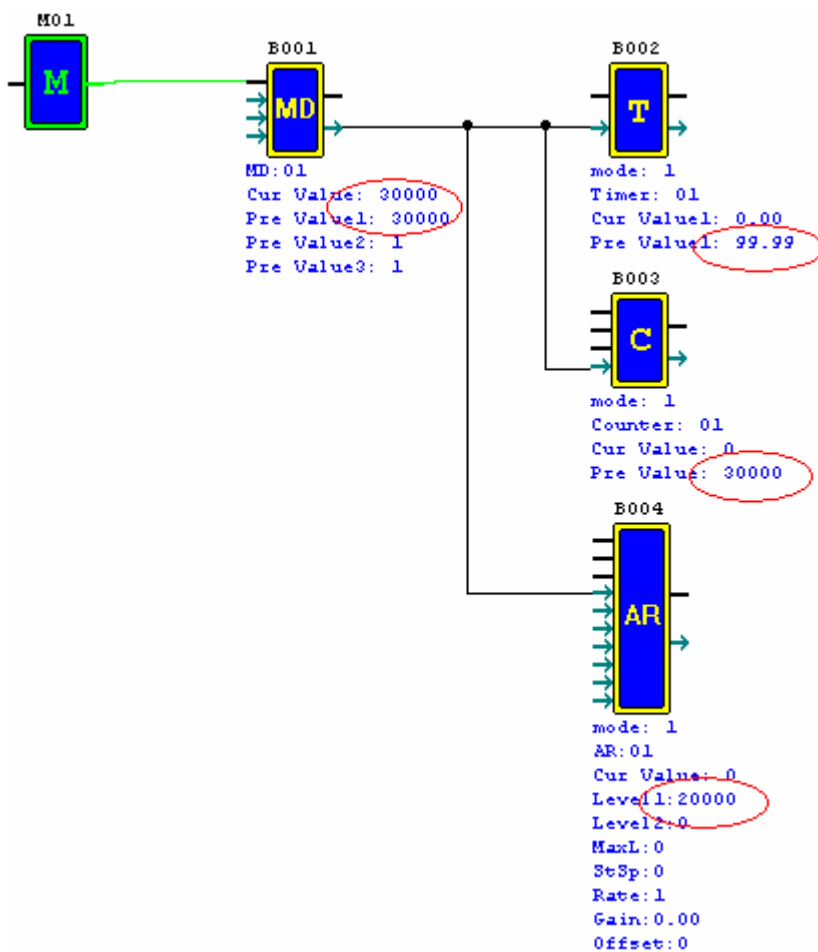 M01
M
B001
MD
MD:01
Cur Value: 30000
Pre Value1: 30000
Pre Value2: 1
Pre Value3: 1
B002
T
mode: 1
Timer: 01
Cur Value1: 0.00
Pre Value1: 99.99
B003
C
mode: 1
Counter: 01
Cur Value: 0
Pre Value: 30000
B004
AR
mode: 1
AR:01
Cur Value: 0
Level1:20000
Level2:0
MaxL:0
StSp:0
Rate:1
Gain:0.00
Offset:0